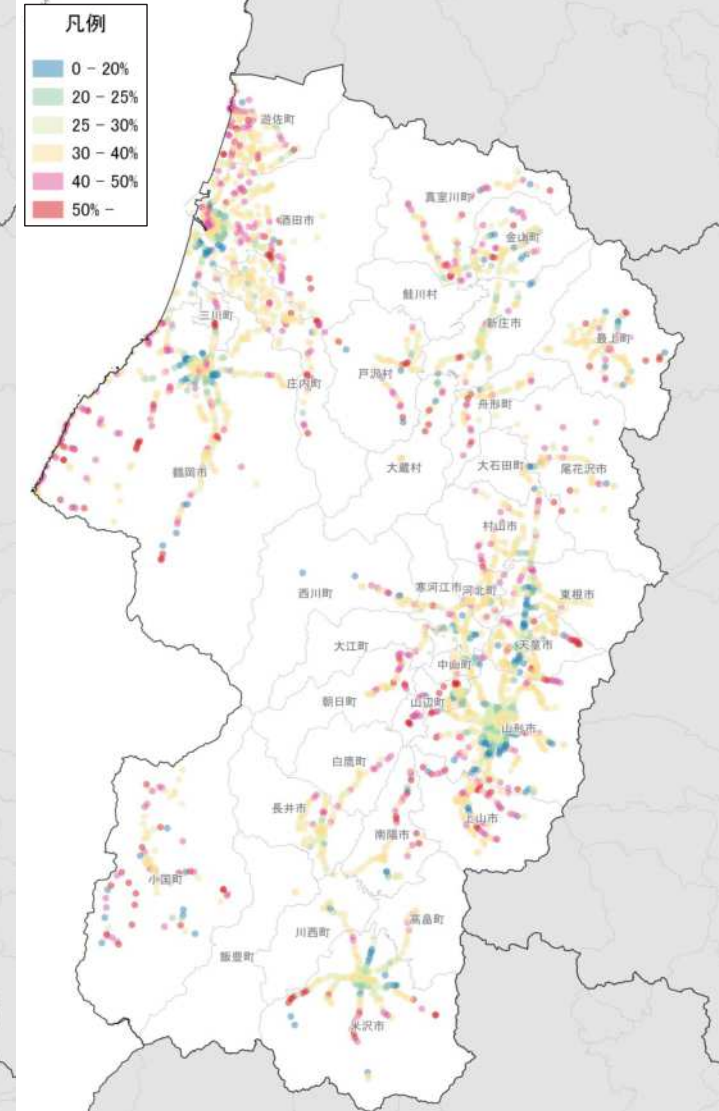 凡例
0 - 20%
20 - 25%
25 - 30%
30 - 40%
40 - 50%
50% -
遊佐町
酒田市
真室川町
金山町
鮭川村
三川町
新庄市
最上町
戸沢村
庄内町
舟形町
大蔵村
大石田町
尾花沢市
鶴岡市
村山市
西川町
寒河江市
河北町
東根市
大江町
天童市
中山町
朝日町
山辺町
山形市
白鷹町
長井市
南陽市
上山市
小国町
高畠町
川西町
飯豊町
米沢市